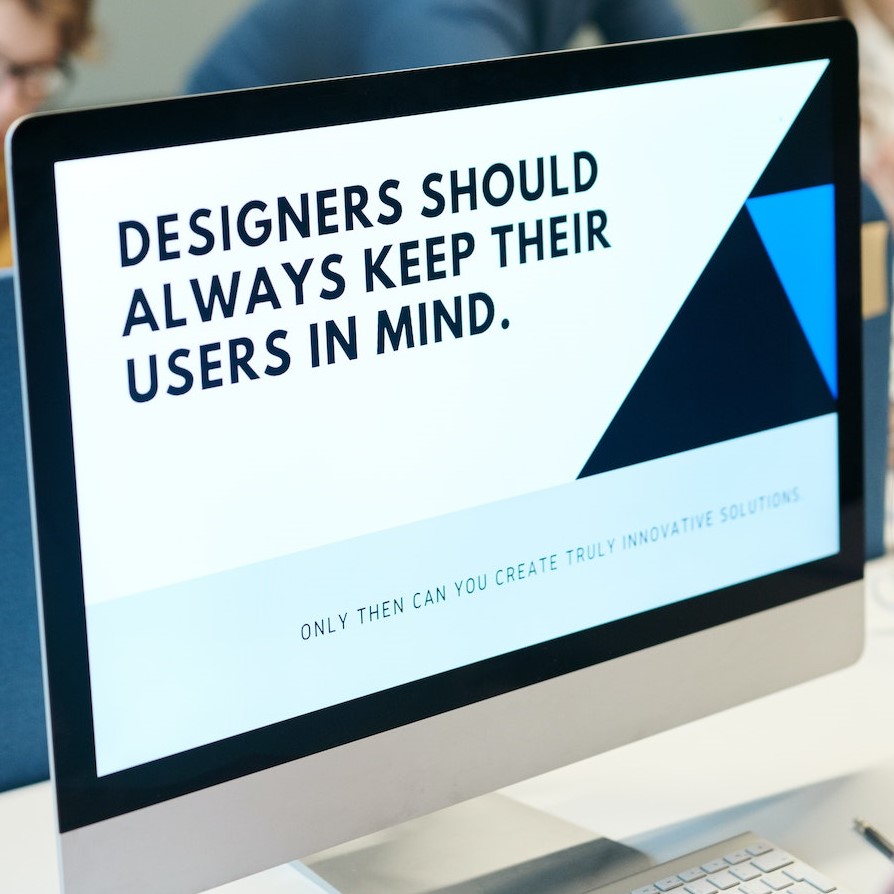 DESIGNERS SHOULD
ALWAYS KEEP THEIR
USERS IN MIND.
ONLY THEN CAN YOU CREATE TRULY INNOVATIVE SOLUTIONS.